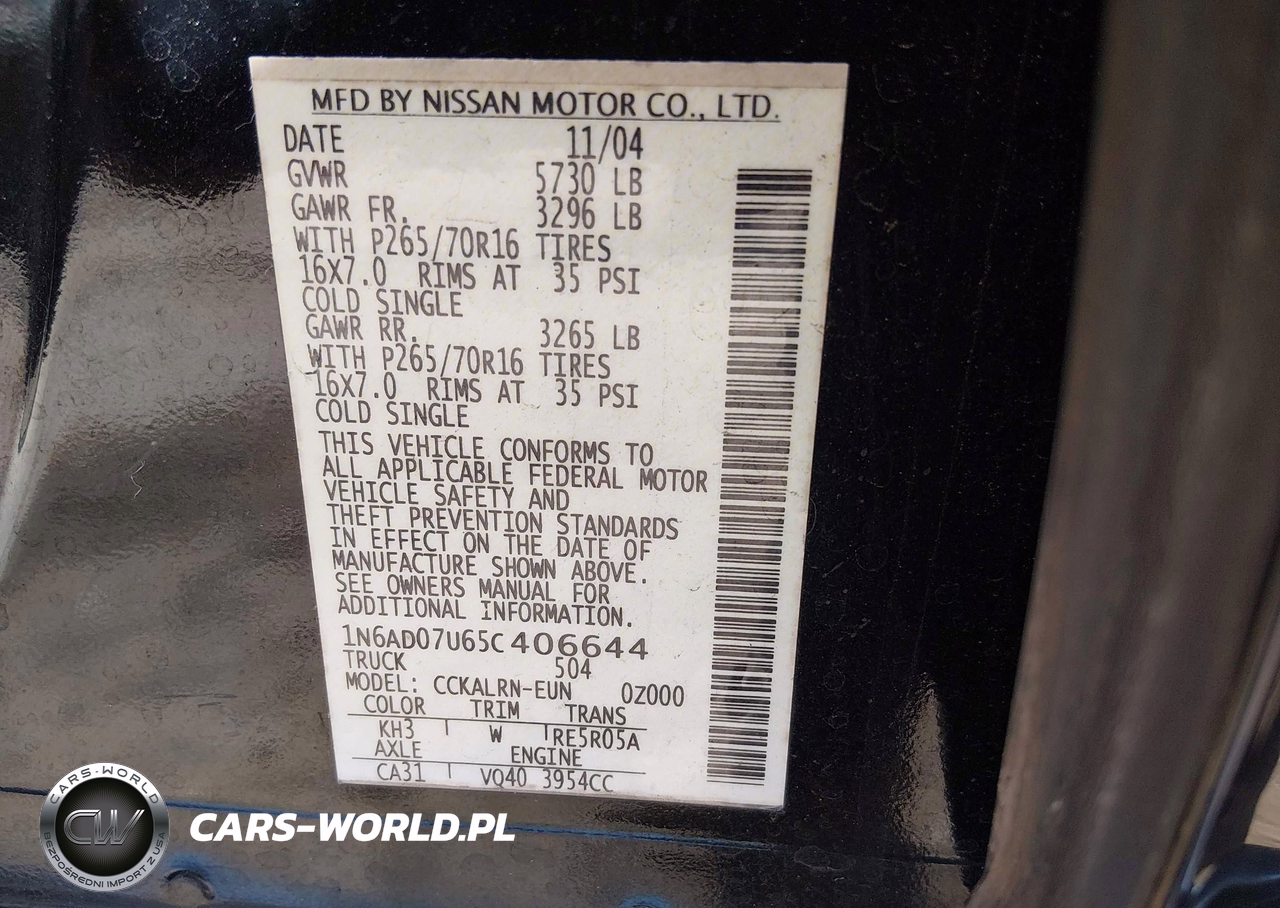 MFD BY NISSAN MOTOR CO., LTD.
DATE 11/04
GVWR 5730 LB
GAWR FR. 3296 LB
WITH P265/70R16 TIRES
16X7.0 RIMS AT 35 PSI
COLD SINGLE
GAWR RR. 3265 LB
WITH P265/70R16 TIRES
16X7.0 RIMS AT 35 PSI
COLD SINGLE
THIS VEHICLE CONFORMS TO
ALL APPLICABLE FEDERAL MOTOR
VEHICLE SAFETY AND
THEFT PREVENTION STANDARDS
IN EFFECT ON THE DATE OF
MANUFACTURE SHOWN ABOVE.
SEE OWNERS MANUAL FOR
ADDITIONAL INFORMATION.
1N6AD07U65C406644
TRUCK 504
MODEL: CCKALRN-EUN 0Z000
COLOR TRIM TRANS
KH3 W RE5R05A
AXLE ENGINE
CA31 VQ40 3954CC
CARS-WORLD
CW
BEZPOŚREDNI IMPORT Z USA
CARS-WORLD.PL